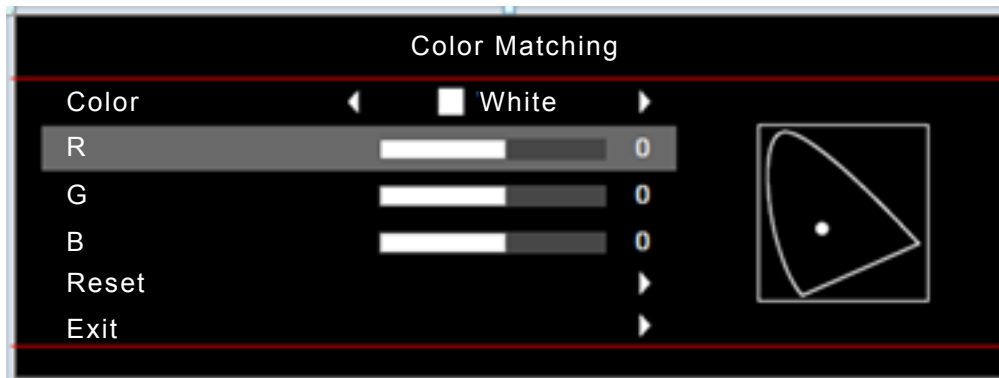 Color Matching
Color White
R 0
G 0
B 0
Reset
Exit